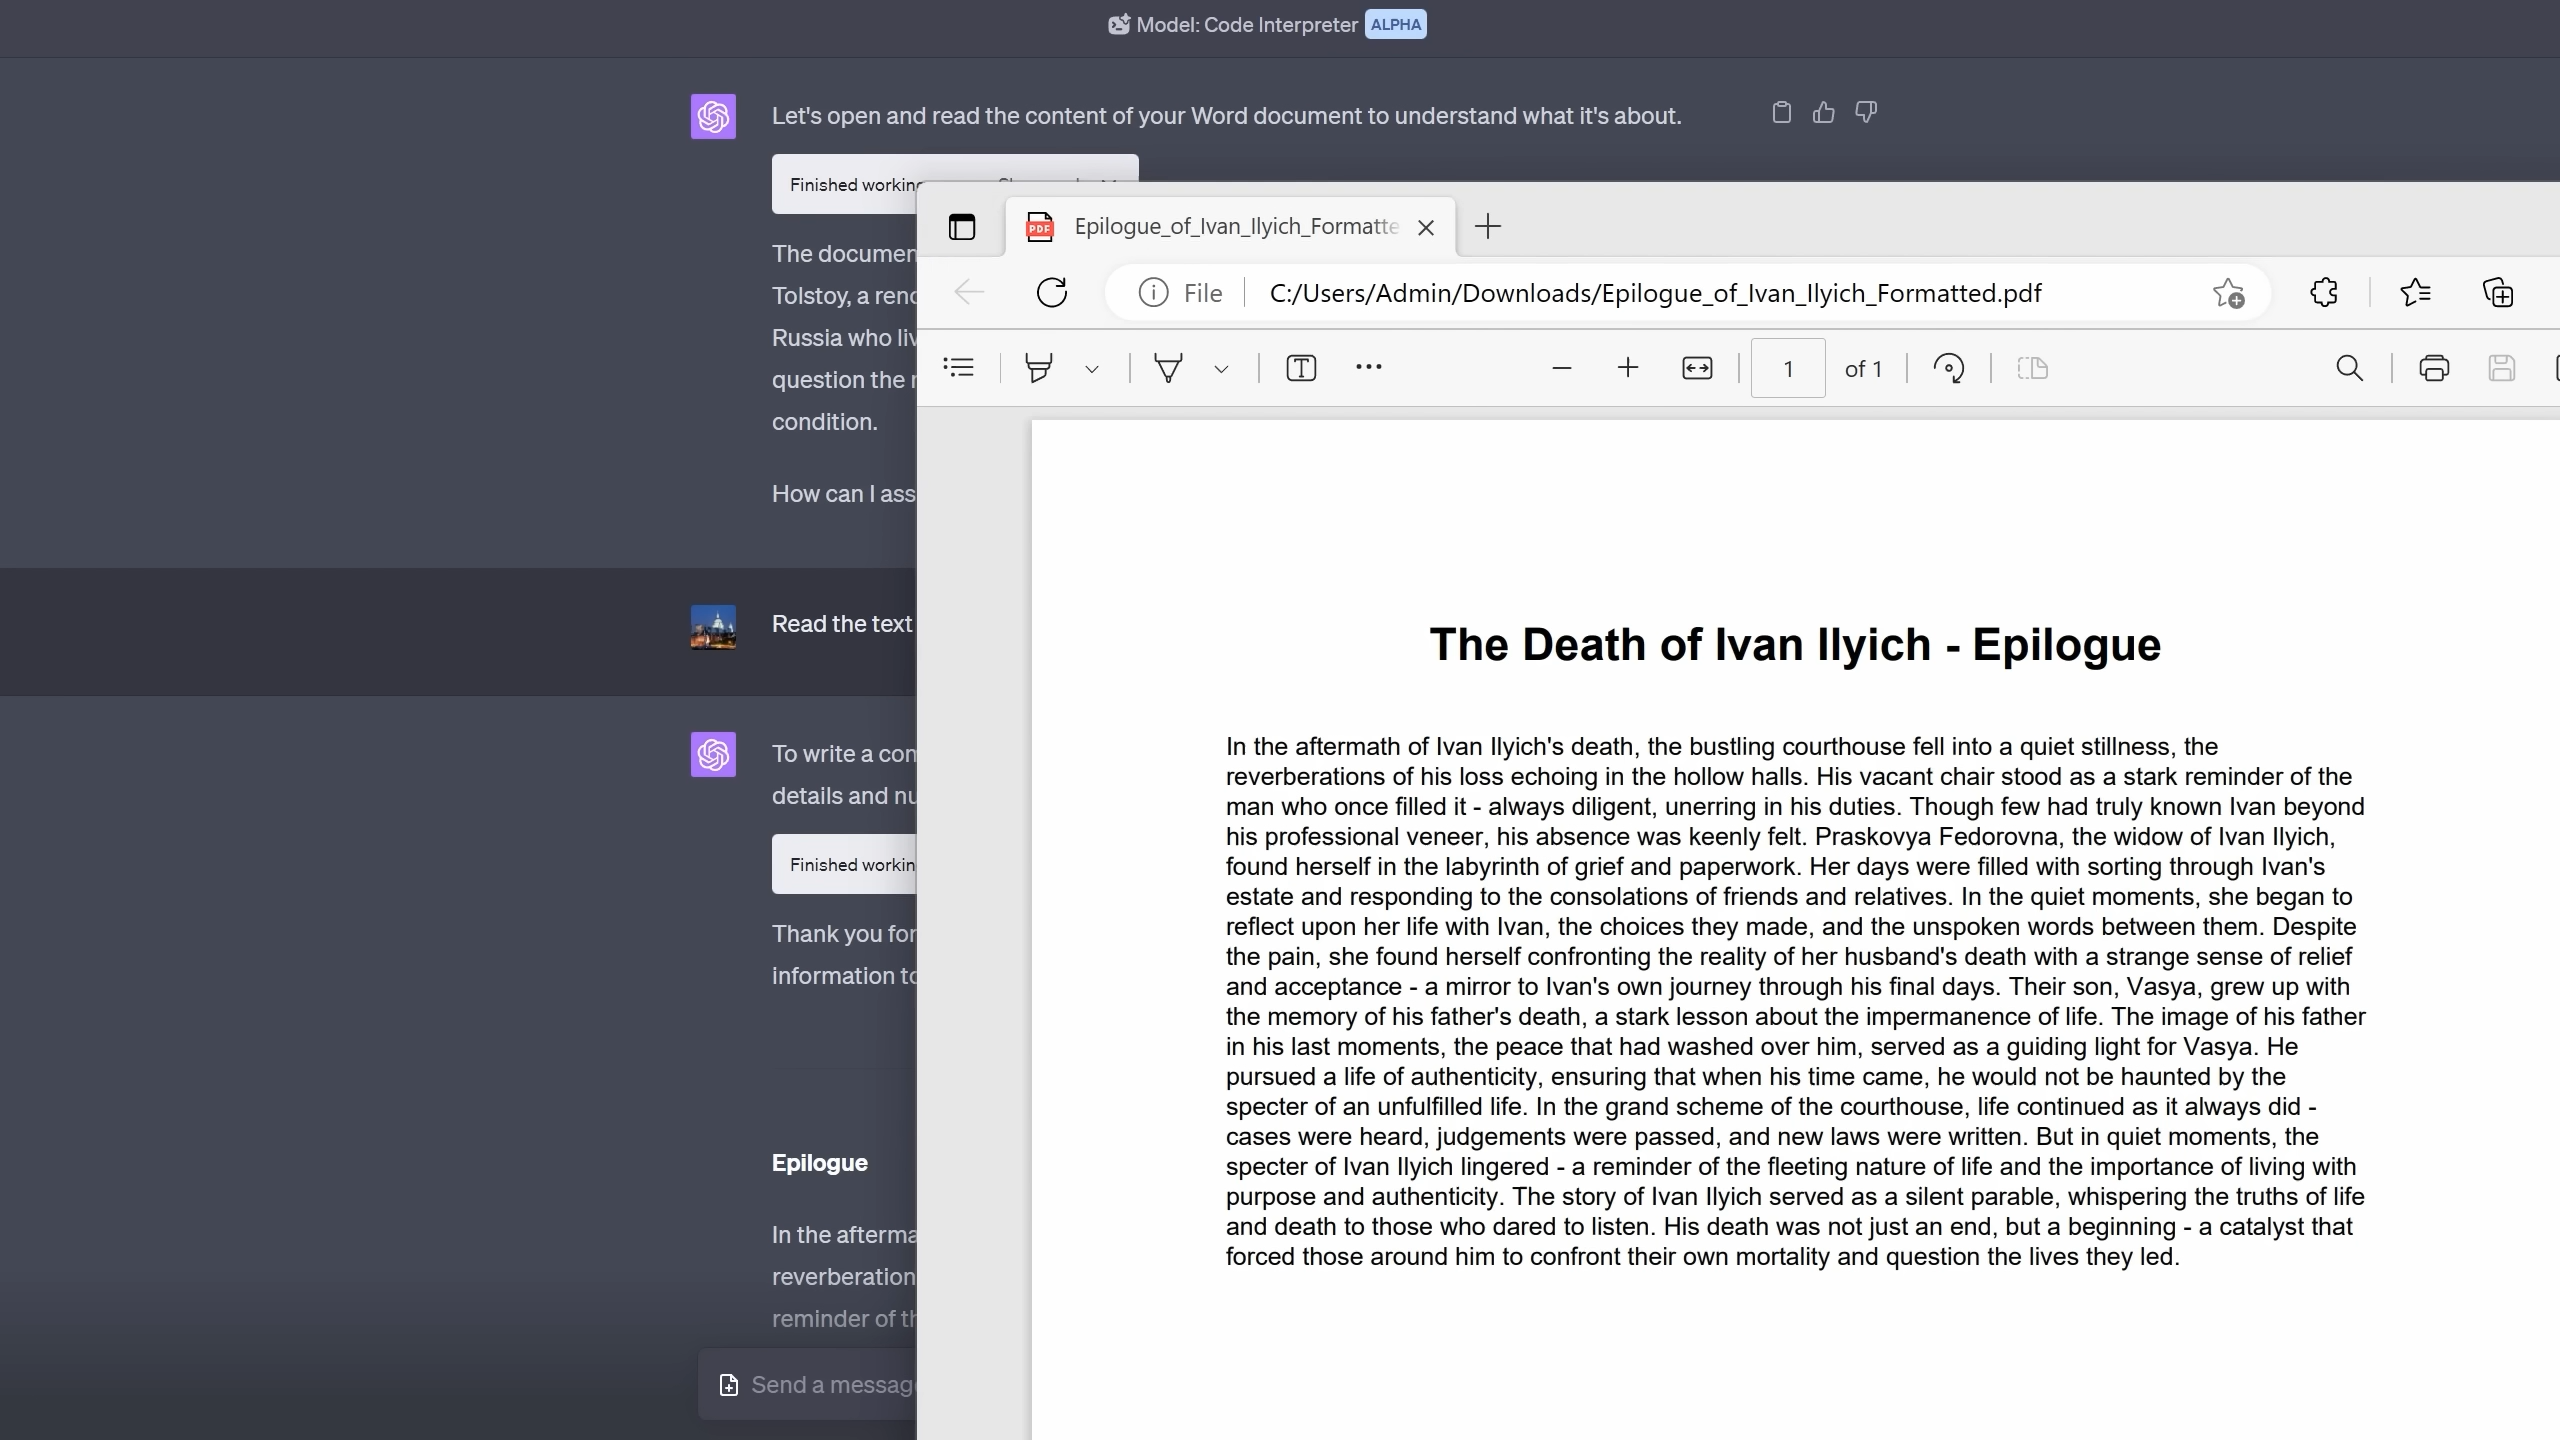 Model: Code Interpreter ALPHA
Let's open and read the content of your Word document to understand what it's about.
Finished working
The documen
Tolstoy, a reno
Russia who liv
question the
condition.
How can I ass
Read the text
To write a
details and
Finished workin
Thank you for
information to
Epilogue
In the afterma
reverberation
reminder of th
Send a message
Epilogue_of_Ivan_Ilyich_Formatte
File C:/Users/Admin/Downloads/Epilogue_of_Ivan_Ilyich_Formatted.pdf
1 of 1
The Death of Ivan Ilyich - Epilogue
In the aftermath of Ivan Ilyich's death, the bustling courthouse fell into a quiet stillness, the
reverberations of his loss echoing in the hollow halls. His vacant chair stood as a stark reminder of the
man who once filled it - always diligent, unerring in his duties. Though few had truly known Ivan beyond
his professional veneer, his absence was keenly felt. Praskovya Fedorovna, the widow of Ivan Ilyich,
found herself in the labyrinth of grief and paperwork. Her days were filled with sorting through Ivan's
estate and responding to the consolations of friends and relatives. In the quiet moments, she began to
reflect upon her life with Ivan, the choices they made, and the unspoken words between them. Despite
the pain, she found herself confronting the reality of her husband's death with a strange sense of relief
and acceptance - a mirror to Ivan's own journey through his final days. Their son, Vasya, grew up with
the memory of his father's death, a stark lesson about the impermanence of life. The image of his father
in his last moments, the peace that had washed over him, served as a guiding light for Vasya. He
pursued a life of authenticity, ensuring that when his time came, he would not be haunted by the
specter of an unfulfilled life. In the grand scheme of the courthouse, life continued as it always did -
cases were heard, judgements were passed, and new laws were written. But in quiet moments, the
specter of Ivan Ilyich lingered - a reminder of the fleeting nature of life and the importance of living with
purpose and authenticity. The story of Ivan Ilyich served as a silent parable, whispering the truths of life
and death to those who dared to listen. His death was not just an end, but a beginning - a catalyst that
forced those around him to confront their own mortality and question the lives they led.